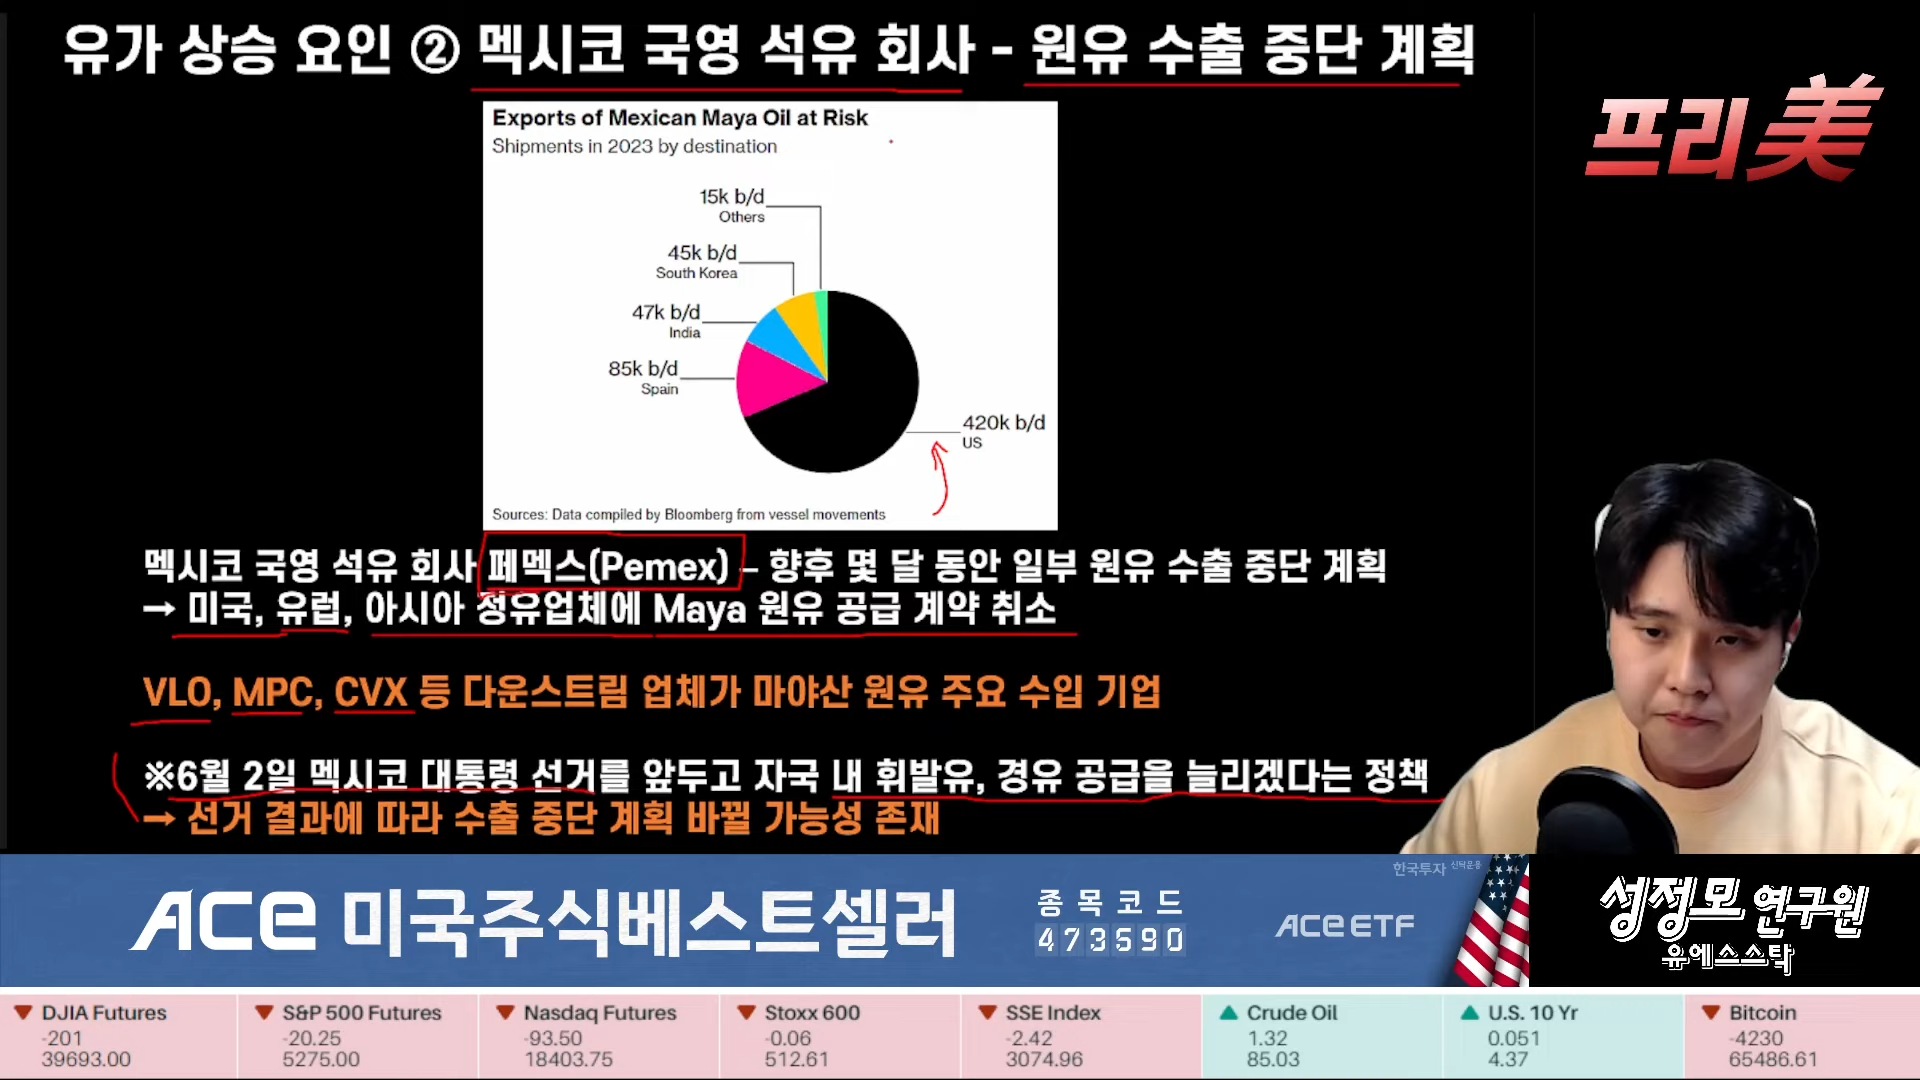 유가 상승 요인 ② 멕시코 국영 석유 회사 - 원유 수출 중단 계획
프리美
Exports of Mexican Maya Oil at Risk
Shipments in 2023 by destination
15k b/d
Others
45k b/d
South Korea
47k b/d
India
85k b/d
Spain
420k b/d
US
Sources: Data compiled by Bloomberg from vessel movements
멕시코 국영 석유 회사 페멕스(Pemex) – 향후 몇 달 동안 일부 원유 수출 중단 계획
→ 미국, 유럽, 아시아 정유업체에 Maya 원유 공급 계약 취소
VLO, MPC, CVX 등 다운스트림 업체가 마야산 원유 주요 수입 기업
※6월 2일 멕시코 대통령 선거를 앞두고 자국 내 휘발유, 경유 공급을 늘리겠다는 정책
→ 선거 결과에 따라 수출 중단 계획 바뀔 가능성 존재
한국투자 신탁운용
ACE 미국주식베스트셀러
종목코드
473590
ACE ETF
성정모 연구원
유에스스탁
DJIA Futures
-201
39693.00
S&P 500 Futures
-20.25
5275.00
Nasdaq Futures
-93.50
18403.75
Stoxx 600
-0.06
512.61
SSE Index
-2.42
3074.96
Crude Oil
1.32
85.03
U.S. 10 Yr
0.051
4.37
Bitcoin
-4230
65486.61